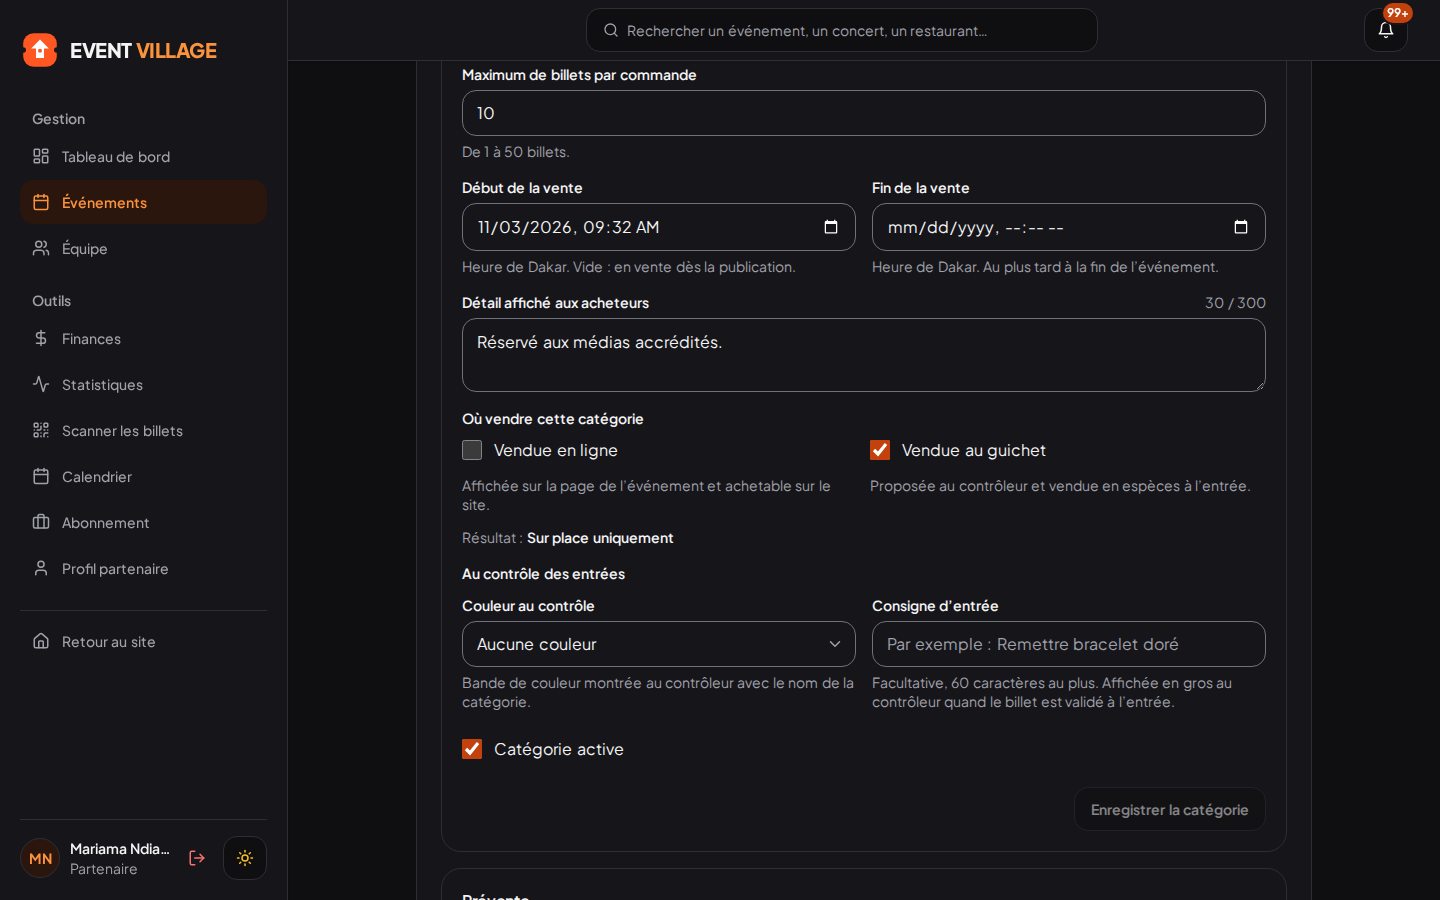 EVENT VILLAGE
Rechercher un événement, un concert, un restaurant…
99+
Gestion
Tableau de bord
Événements
Équipe
Outils
Finances
Statistiques
Scanner les billets
Calendrier
Abonnement
Profil partenaire
Retour au site
MN
Mariama Ndia...
Partenaire
Maximum de billets par commande
10
De 1 à 50 billets.
Début de la vente
Fin de la vente
11/03/2026, 09:32 AM
mm/dd/yyyy, --:-- --
Heure de Dakar. Vide : en vente dès la publication.
Heure de Dakar. Au plus tard à la fin de l’événement.
Détail affiché aux acheteurs
30 / 300
Réservé aux médias accrédités.
Où vendre cette catégorie
Vendue en ligne
Vendue au guichet
Affichée sur la page de l’événement et achetable sur le
site.
Proposée au contrôleur et vendue en espèces à l’entrée.
Résultat : Sur place uniquement
Au contrôle des entrées
Couleur au contrôle
Consigne d’entrée
Aucune couleur
Par exemple : Remettre bracelet doré
Bande de couleur montrée au contrôleur avec le nom de la
catégorie.
Facultative, 60 caractères au plus. Affichée en gros au
contrôleur quand le billet est validé à l’entrée.
Catégorie active
Enregistrer la catégorie
Prévente